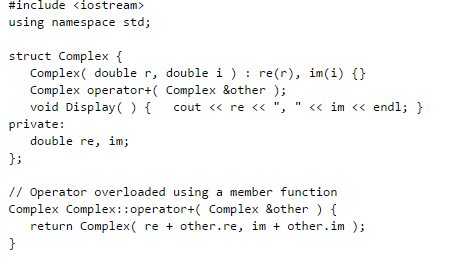 #include <iostream>
using namespace std;

struct Complex {
   Complex( double r, double i ) : re(r), im(i) {}
   Complex operator+( Complex &other );
   void Display( ) {   cout << re << ", " << im << endl; }
private:
   double re, im;
};

// Operator overloaded using a member function
Complex Complex::operator+( Complex &other ) {
   return Complex( re + other.re, im + other.im );
}